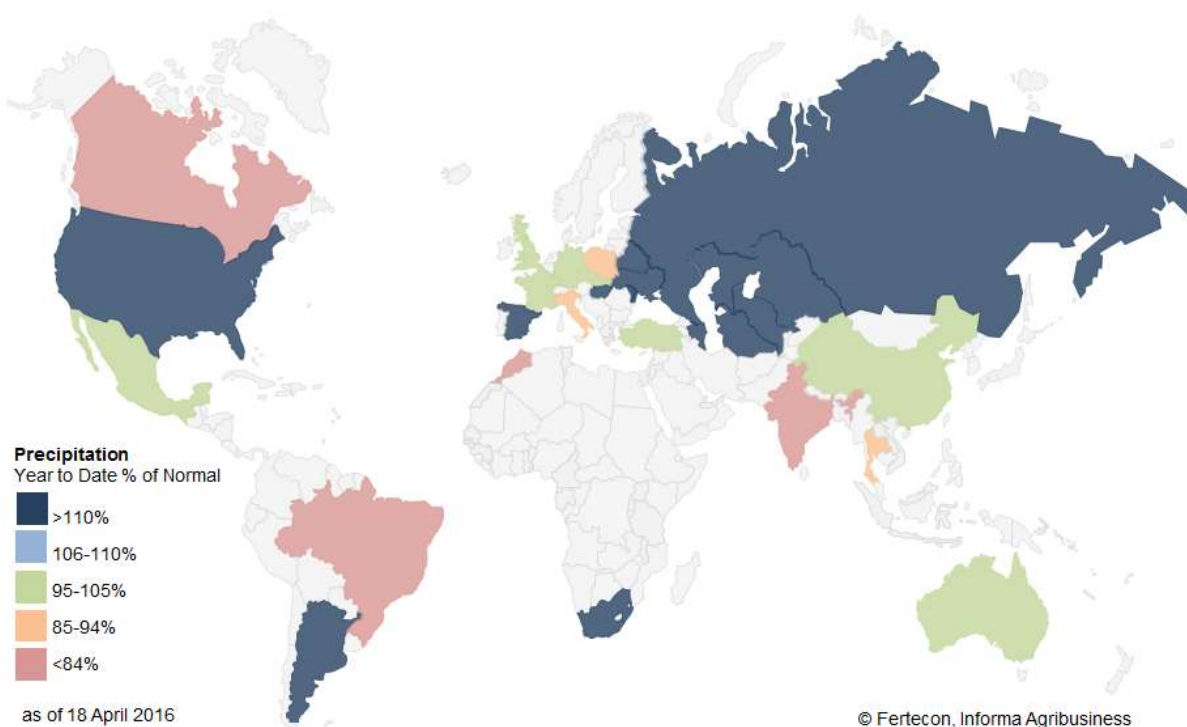 Precipitation
Year to Date % of Normal
>110%
106-110%
95-105%
85-94%
<84%
as of 18 April 2016
© Fertecon, Informa Agribusiness